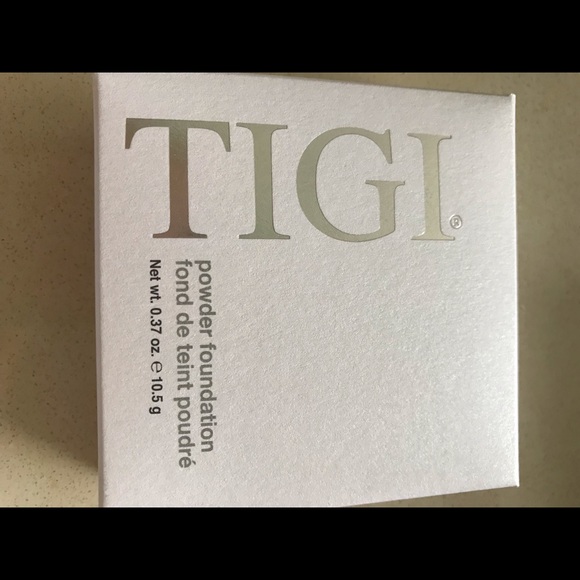 TIGI®
powder foundation
fond de teint poudré
Net wt. 0.37 oz. ℮ 10.5 g